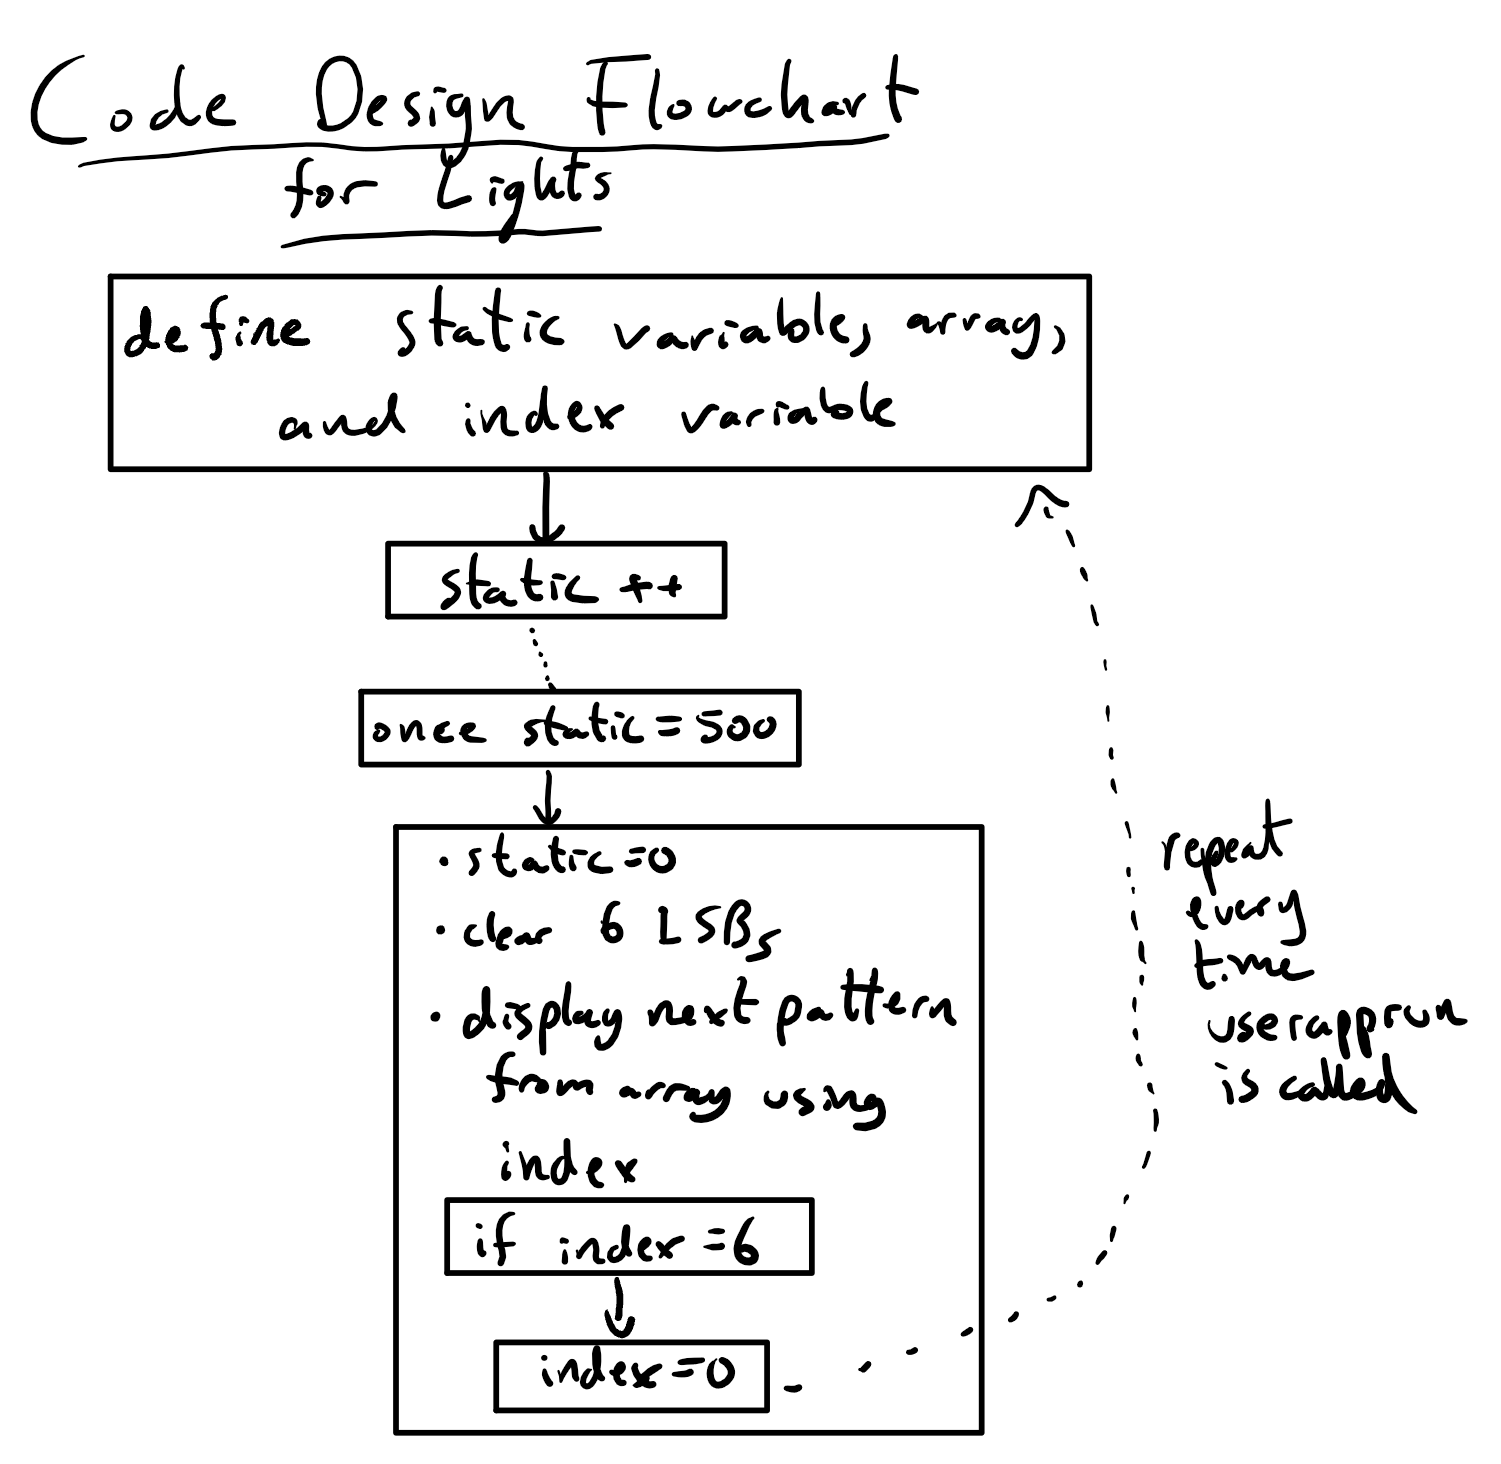 Code Design Flowchart
for Lights
define static variable, array,
and index variable
static ++
once static = 500
• static = 0
• clear 6 LSBs
• display next pattern
from array using
index
if index = 6
index = 0
repeat
every
time
userapprun
is called